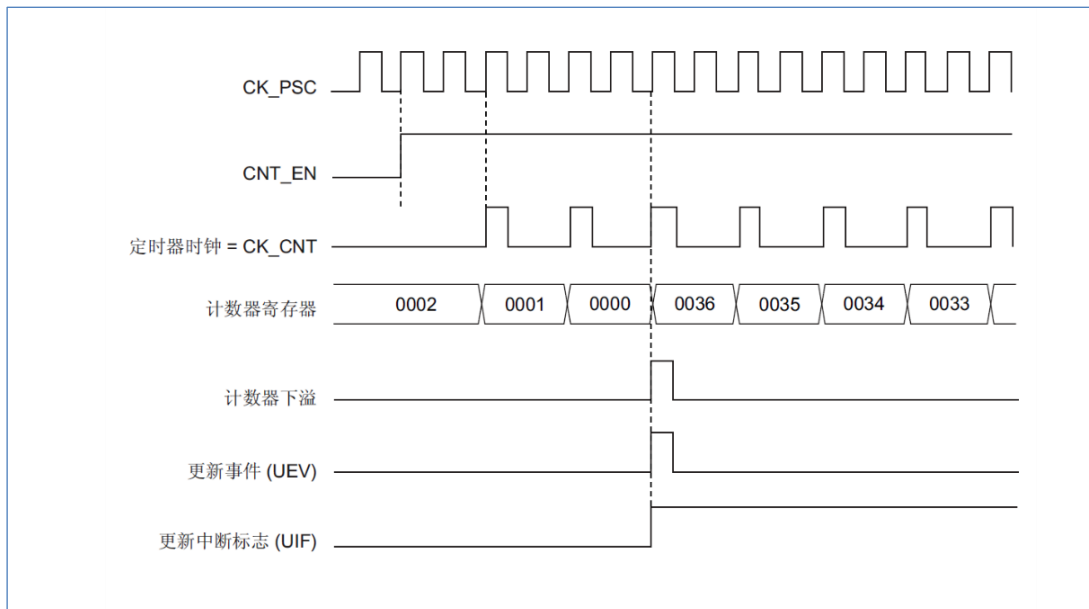 CK_PSC
CNT_EN
定时器时钟 = CK_CNT
计数器寄存器 0002 0001 0000 0036 0035 0034 0033
计数器下溢
更新事件 (UEV)
更新中断标志 (UIF)